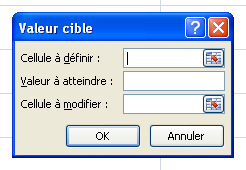 Valeur cible
Cellule à définir :
Valeur à atteindre :
Cellule à modifier :
OK Annuler